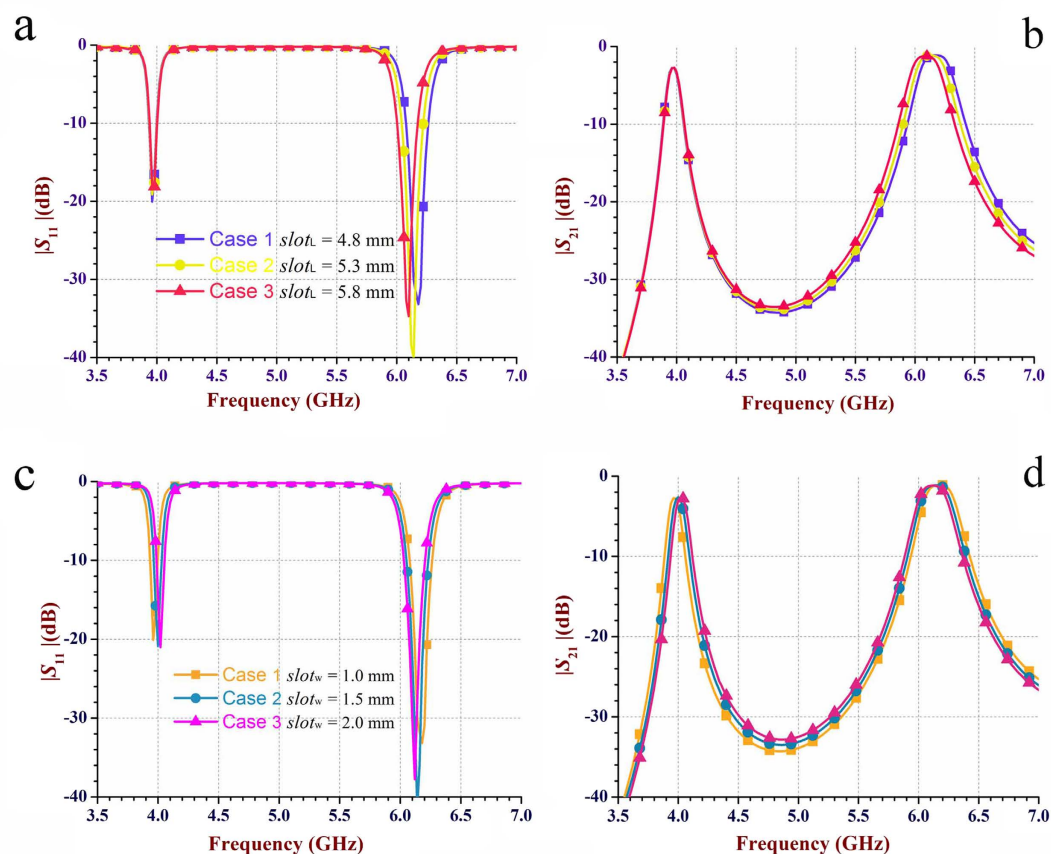 a
|S11|(dB)
0
-10
-20
-30
-40
Case 1 slotL = 4.8 mm
Case 2 slotL = 5.3 mm
Case 3 slotL = 5.8 mm
3.5 4.0 4.5 5.0 5.5 6.0 6.5 7.0
Frequency (GHz)
b
|S21|(dB)
0
-10
-20
-30
-40
3.5 4.0 4.5 5.0 5.5 6.0 6.5 7.0
Frequency (GHz)
c
|S11|(dB)
0
-10
-20
-30
-40
Case 1 slotw = 1.0 mm
Case 2 slotw = 1.5 mm
Case 3 slotw = 2.0 mm
3.5 4.0 4.5 5.0 5.5 6.0 6.5 7.0
Frequency (GHz)
d
|S21|(dB)
0
-10
-20
-30
-40
3.5 4.0 4.5 5.0 5.5 6.0 6.5 7.0
Frequency (GHz)